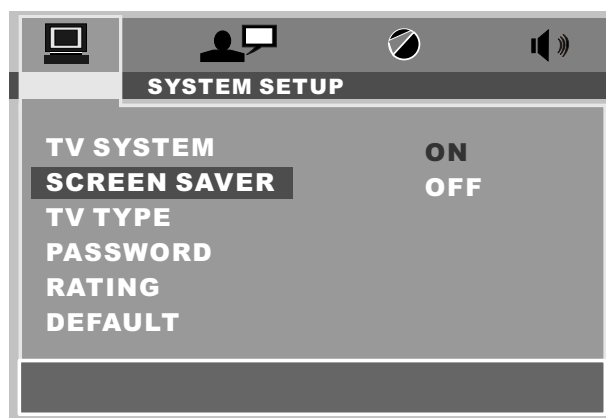 SYSTEM SETUP
TV SYSTEM ON
SCREEN SAVER OFF
TV TYPE
PASSWORD
RATING
DEFAULT